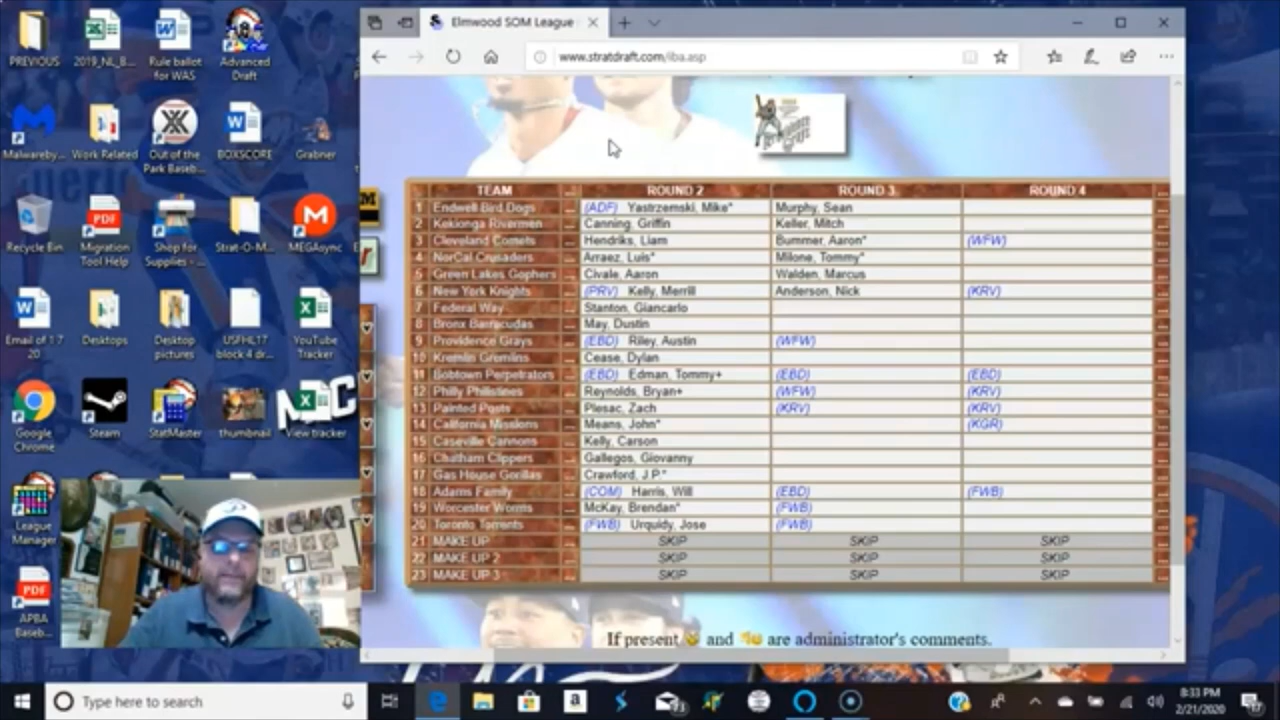 PREVIOUS
2019_NL_B...
Rule ballot for WAS
Advanced Draft
Malwareby...
Work Related
Out of the Park Baseb...
BOXSCORE
Grabner
Recycle Bin
Migration Tool Help
Shop for Supplies - ...
Strat-O-M...
MEGAsync
Email of 1 7 20
Desktops
Desktop pictures
USFHL17 block 4 dr...
YouTube Tracker
Google Chrome
Steam
StatMaster
thumbnail
View tracker
League Manager
APBA Baseb...
Elmwood SOM League
www.stratdraft.com/iba.asp
TEAM ... ROUND 2 ROUND 3 ROUND 4 ...
1 Endwell Bird Dogs ... (ADF) Yastrzemski, Mike* Murphy, Sean
2 Kekionga Rivermen ... Canning, Griffin Keller, Mitch
3 Cleveland Comets ... Hendriks, Liam Bummer, Aaron* (WFW)
4 NorCal Crusaders ... Arraez, Luis* Milone, Tommy*
5 Green Lakes Gophers ... Civale, Aaron Walden, Marcus
6 New York Knights ... (PRV) Kelly, Merrill Anderson, Nick (KRV)
7 Federal Way ... Stanton, Giancarlo
8 Bronx Barracudas ... May, Dustin
9 Providence Grays ... (EBD) Riley, Austin (WFW)
10 Kremlin Gremlins ... Cease, Dylan
11 Bobtown Perpetrators ... (EBD) Edman, Tommy+ (EBD) (EBD)
12 Philly Philistines ... Reynolds, Bryan+ (WFW) (KRV)
13 Painted Posts ... Plesac, Zach (KRV) (KRV)
14 California Missions ... Means, John* (KGR)
15 Caseville Cannons ... Kelly, Carson
16 Chatham Clippers ... Gallegos, Giovanny
17 Gas House Gorillas ... Crawford, J.P.*
18 Adams Family ... (COM) Harris, Will (EBD) (FWB)
19 Worcester Worms ... McKay, Brendan* (FWB)
20 Toronto Torrents ... (FWB) Urquidy, Jose (FWB)
21 MAKE UP ... SKIP SKIP SKIP ...
22 MAKE UP 2 ... SKIP SKIP SKIP ...
23 MAKE UP 3 ... SKIP SKIP SKIP ...
If present and are administrator's comments.
Type here to search
8:33 PM
2/21/2020